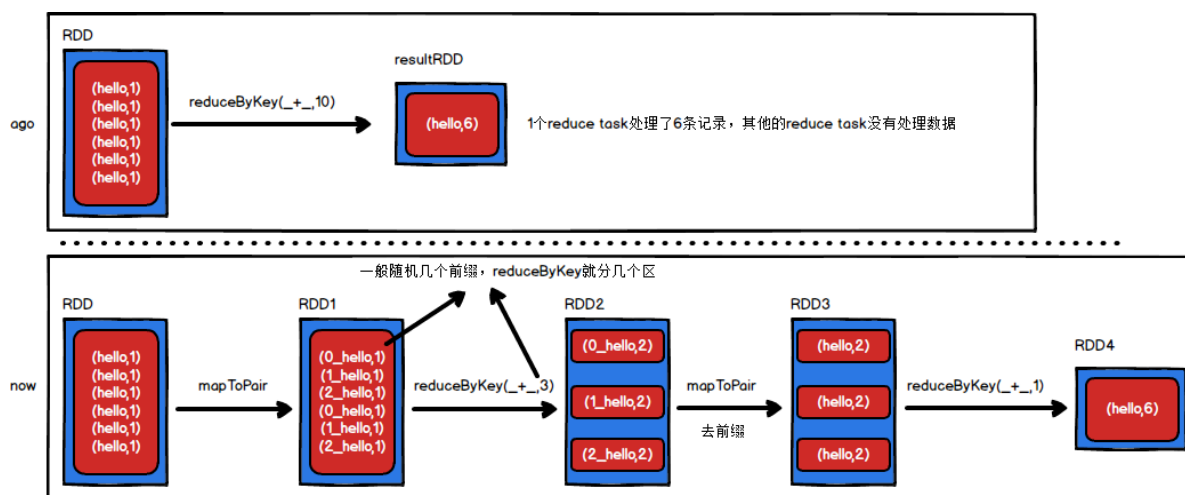 RDD
(hello,1)
(hello,1)
(hello,1)
(hello,1)
(hello,1)
(hello,1)
ago
reduceByKey(_+_,10)
resultRDD
(hello,6)
1个reduce task处理了6条记录，其他的reduce task没有处理数据
一般随机几个前缀，reduceByKey就分几个区
RDD
(hello,1)
(hello,1)
(hello,1)
(hello,1)
(hello,1)
(hello,1)
now
mapToPair
RDD1
(0_hello,1)
(1_hello,1)
(2_hello,1)
(0_hello,1)
(1_hello,1)
(2_hello,1)
reduceByKey(_+_,3)
RDD2
(0_hello,2)
(1_hello,2)
(2_hello,2)
mapToPair
去前缀
RDD3
(hello,2)
(hello,2)
(hello,2)
reduceByKey(_+_,1)
RDD4
(hello,6)